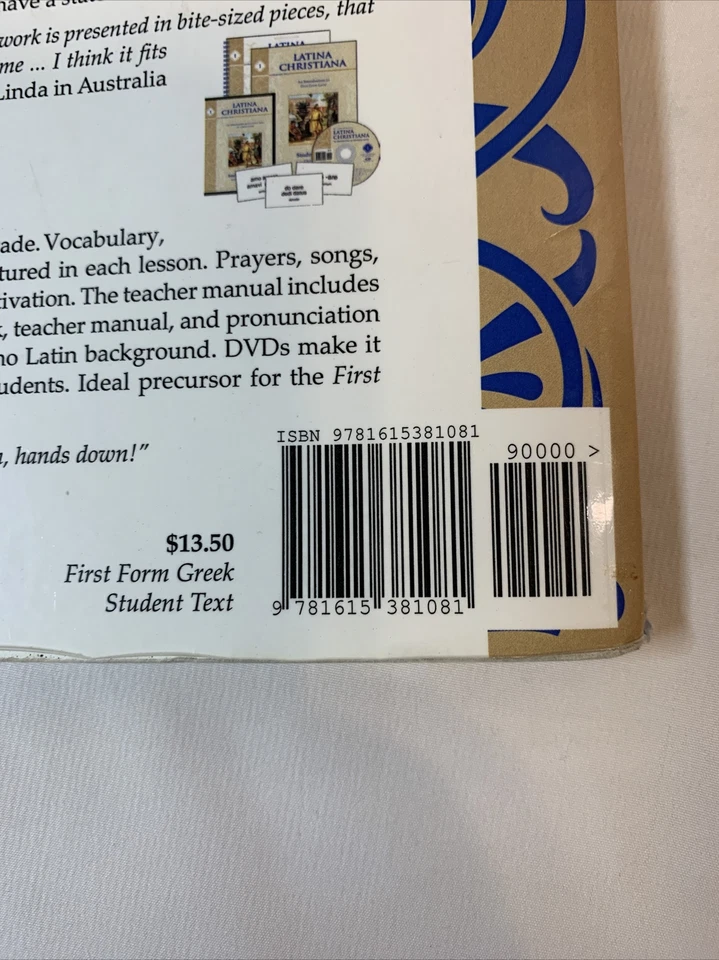 have a
work is presented in bite-sized pieces, that
me ... I think it fits
Linda in Australia
LATINA
LATINA
CHRISTIANA
LATINA
CHRISTIANA
LATINA
CHRISTIANA
ade. Vocabulary,
tured in each lesson. Prayers, songs,
tivation. The teacher manual includes
, teacher manual, and pronunciation
no Latin background. DVDs make it
udents. Ideal precursor for the First
, hands down!"
ISBN 9781615381081
90000 >
$13.50
First Form Greek
Student Text
9 781615 381081